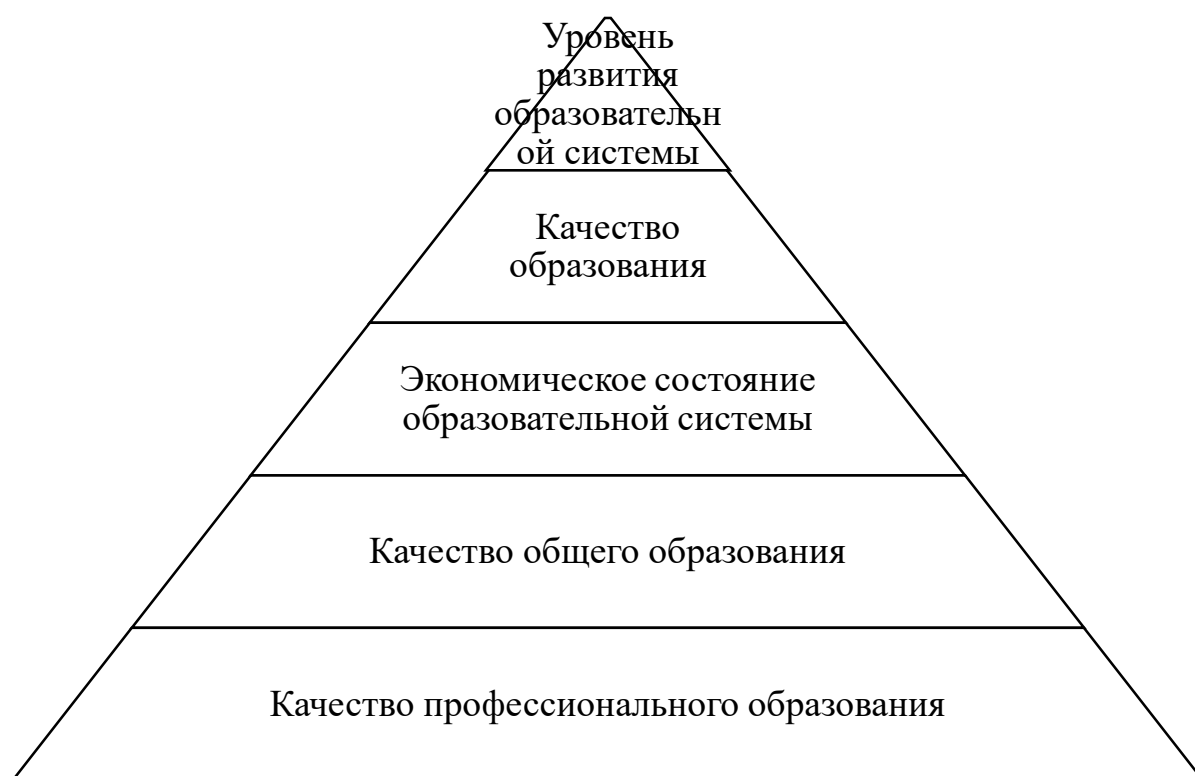 Уровень
развития
образовательн
ой системы
Качество
образования
Экономическое состояние
образовательной системы
Качество общего образования
Качество профессионального образования